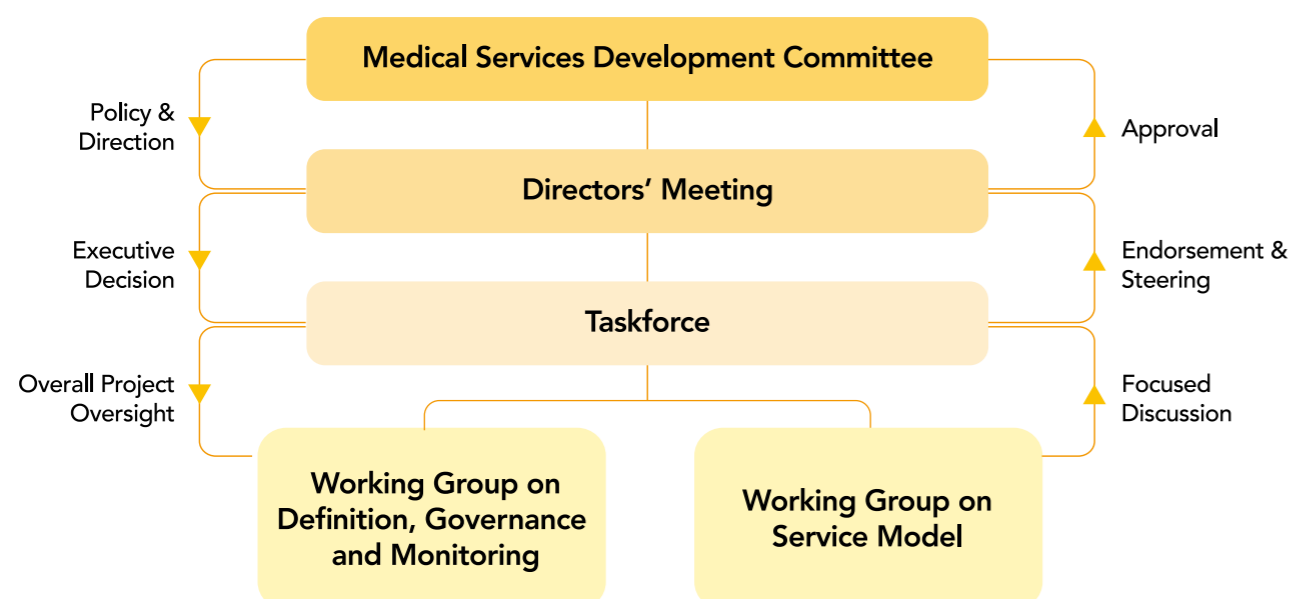 Medical Services Development Committee
Policy &
Direction
Approval
Directors’ Meeting
Executive
Decision
Endorsement &
Steering
Taskforce
Overall Project
Oversight
Focused
Discussion
Working Group on
Definition, Governance
and Monitoring
Working Group on
Service Model